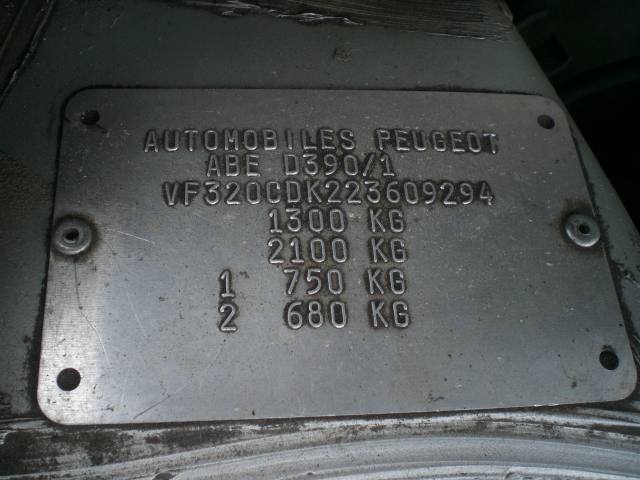 AUTOMOBILES PEUGEOT
ABE D390/1
VF320CDK223609294
1300 KG
2100 KG
1 750 KG
2 680 KG